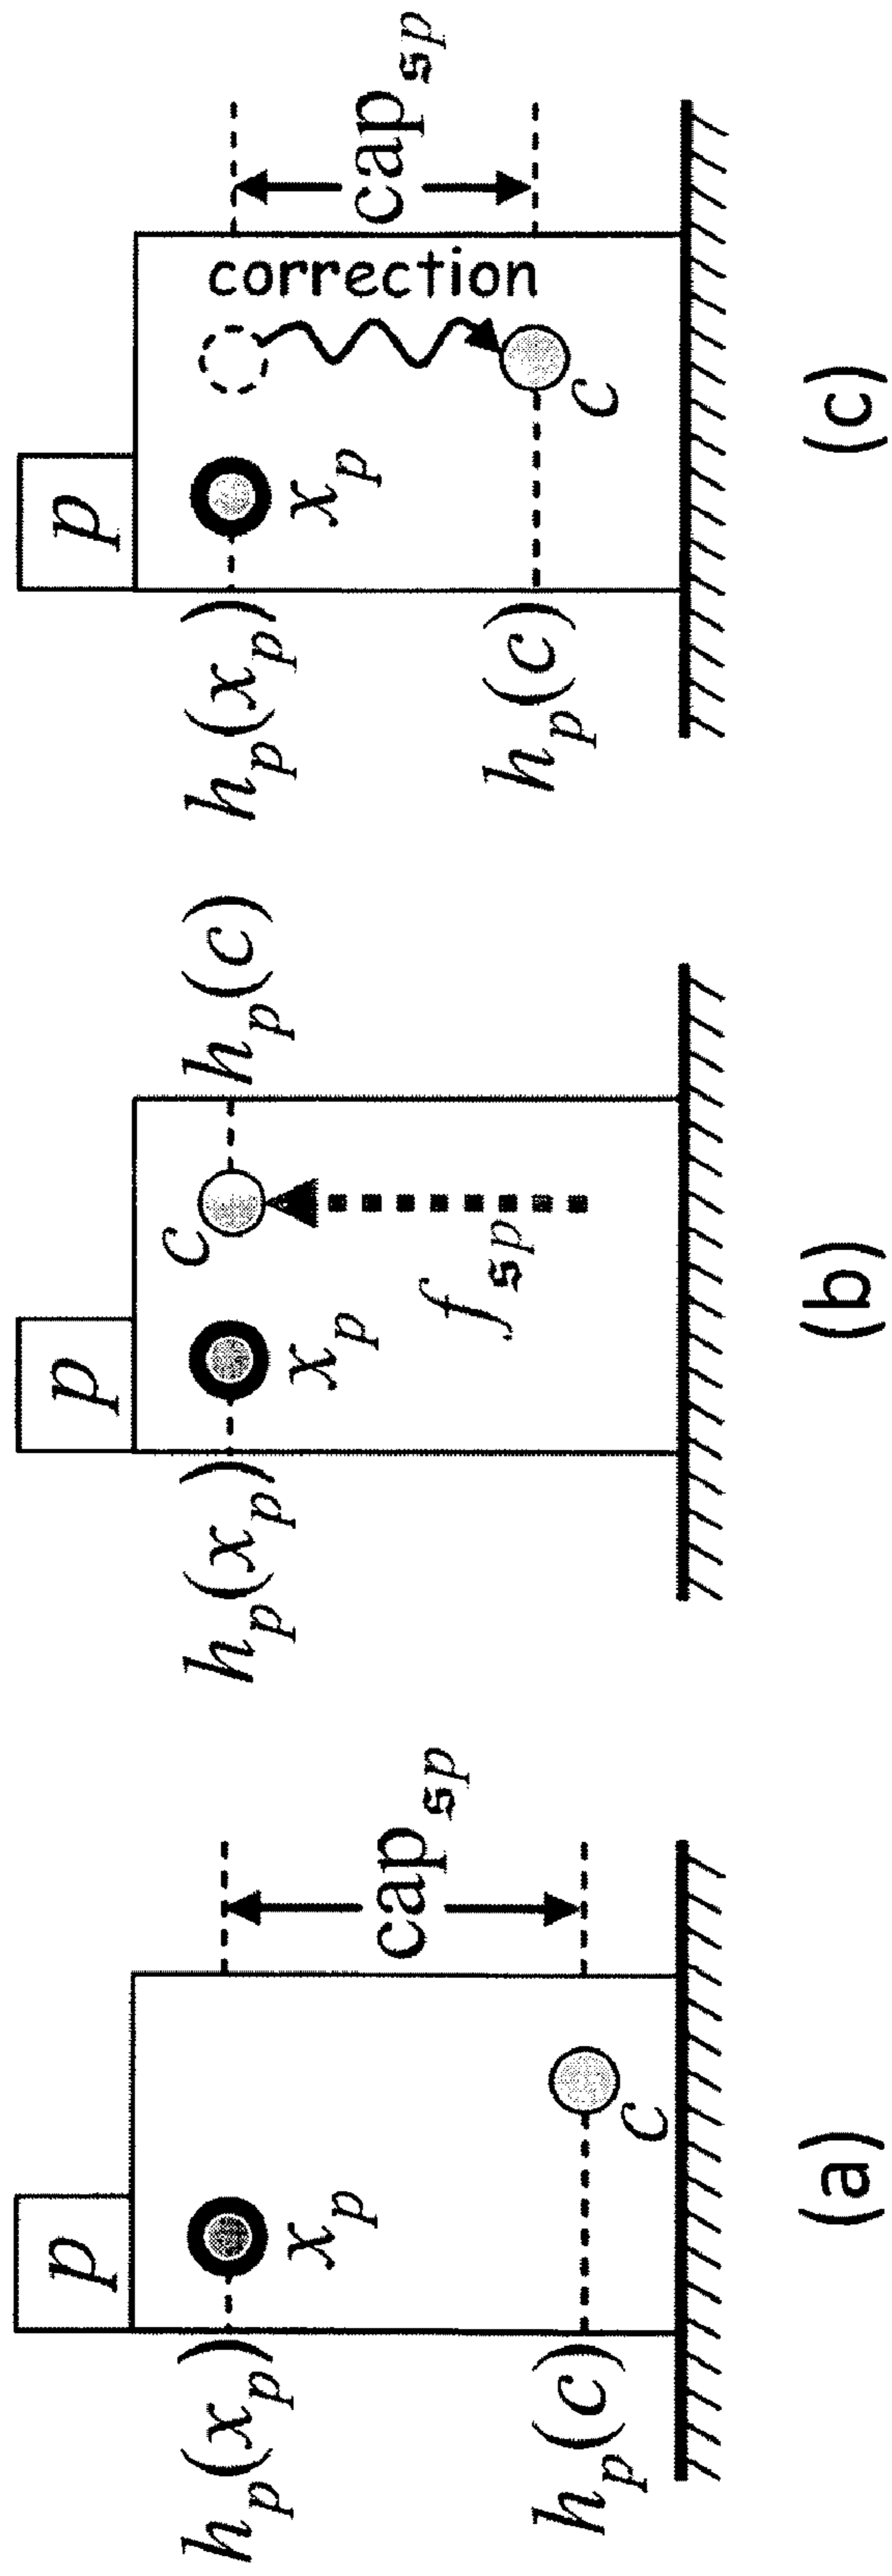 p
h_p(x_p)
x_p
cap_sp
h_p(c)
c
(a)
p
h_p(x_p)
x_p
c
h_p(c)
f_sp
(b)
p
h_p(x_p)
x_p
correction
cap_sp
h_p(c)
c
(c)